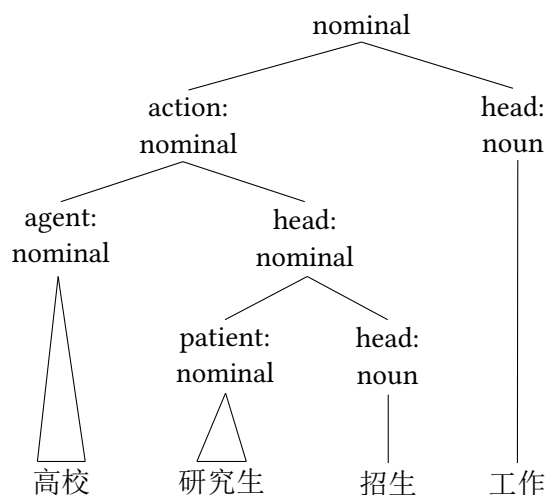 nominal
action:
nominal
head:
noun
agent:
nominal
head:
nominal
patient:
nominal
head:
noun
高校 研究生 招生 工作